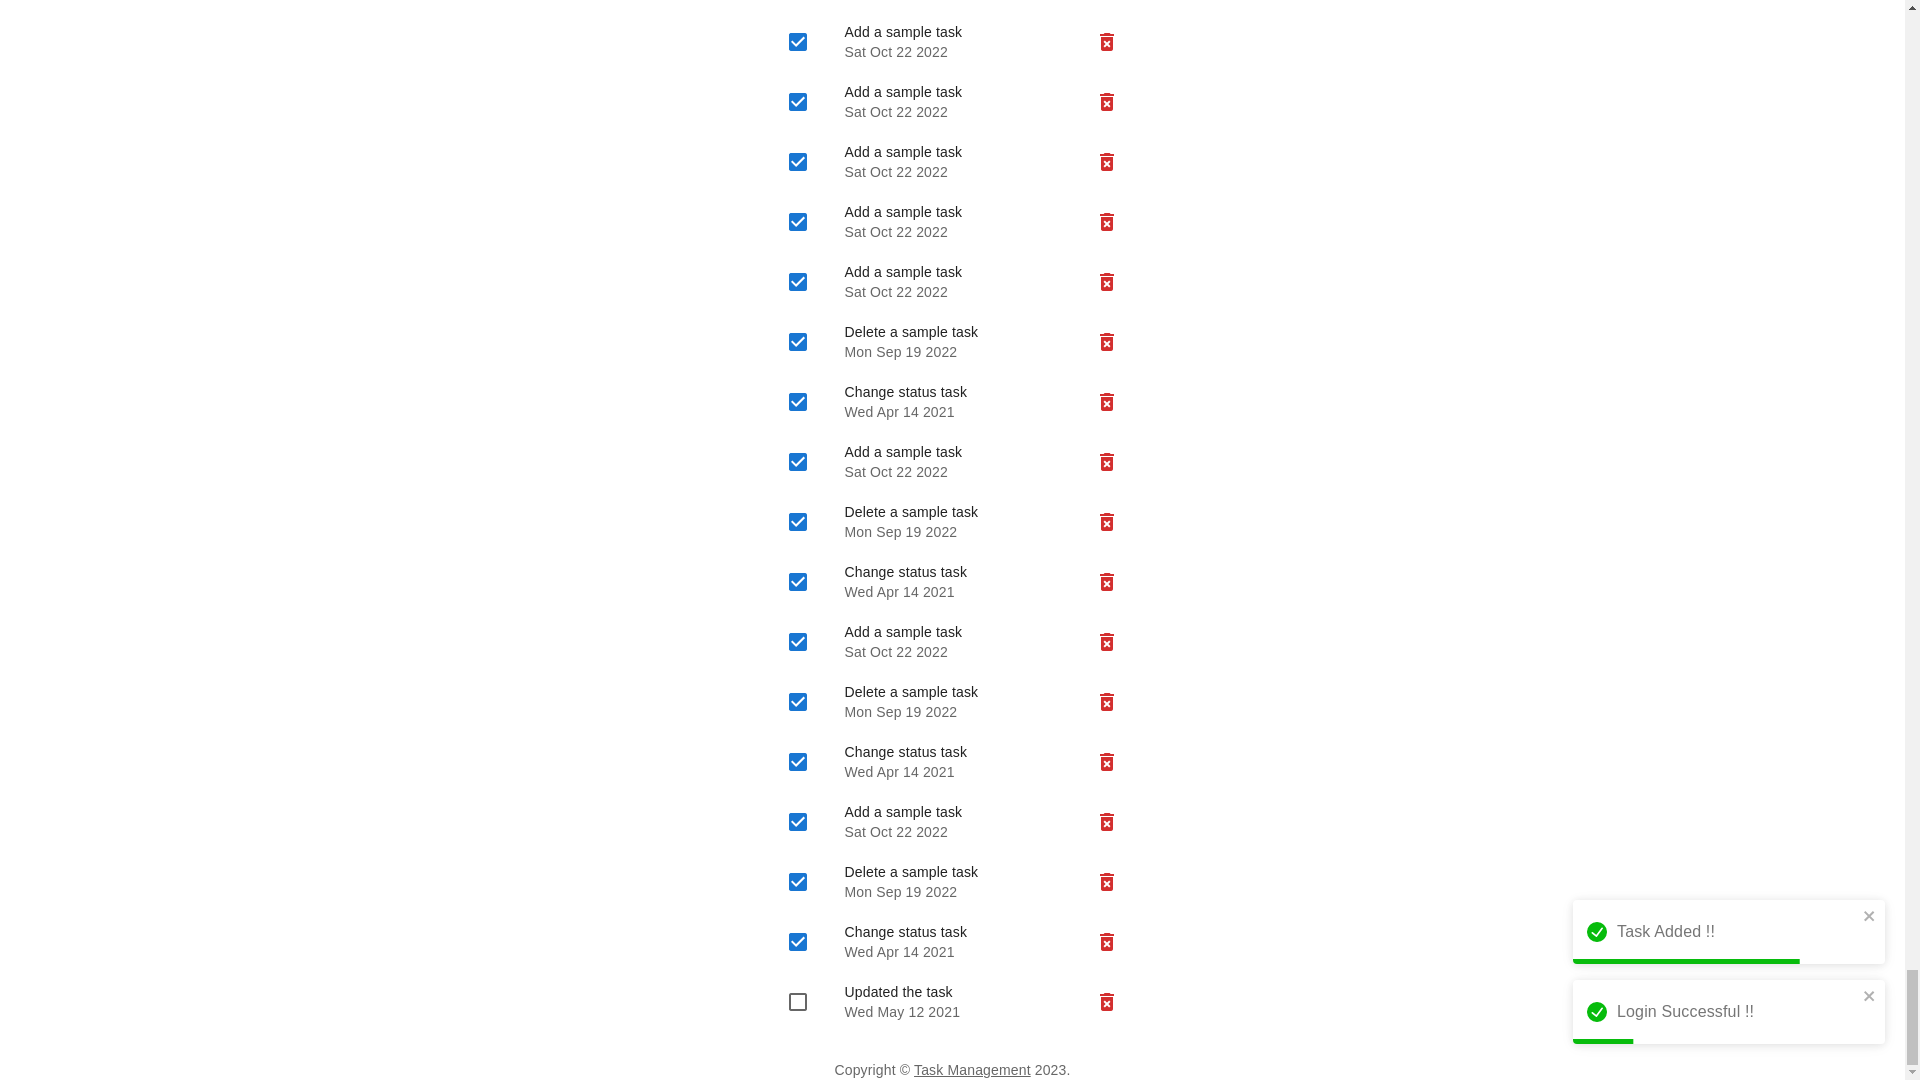 Add a sample task
Sat Oct 22 2022
Add a sample task
Sat Oct 22 2022
Add a sample task
Sat Oct 22 2022
Add a sample task
Sat Oct 22 2022
Add a sample task
Sat Oct 22 2022
Delete a sample task
Mon Sep 19 2022
Change status task
Wed Apr 14 2021
Add a sample task
Sat Oct 22 2022
Delete a sample task
Mon Sep 19 2022
Change status task
Wed Apr 14 2021
Add a sample task
Sat Oct 22 2022
Delete a sample task
Mon Sep 19 2022
Change status task
Wed Apr 14 2021
Add a sample task
Sat Oct 22 2022
Delete a sample task
Mon Sep 19 2022
Change status task
Wed Apr 14 2021
Updated the task
Wed May 12 2021
Task Added !!
Login Successful !!
Copyright © Task Management 2023.